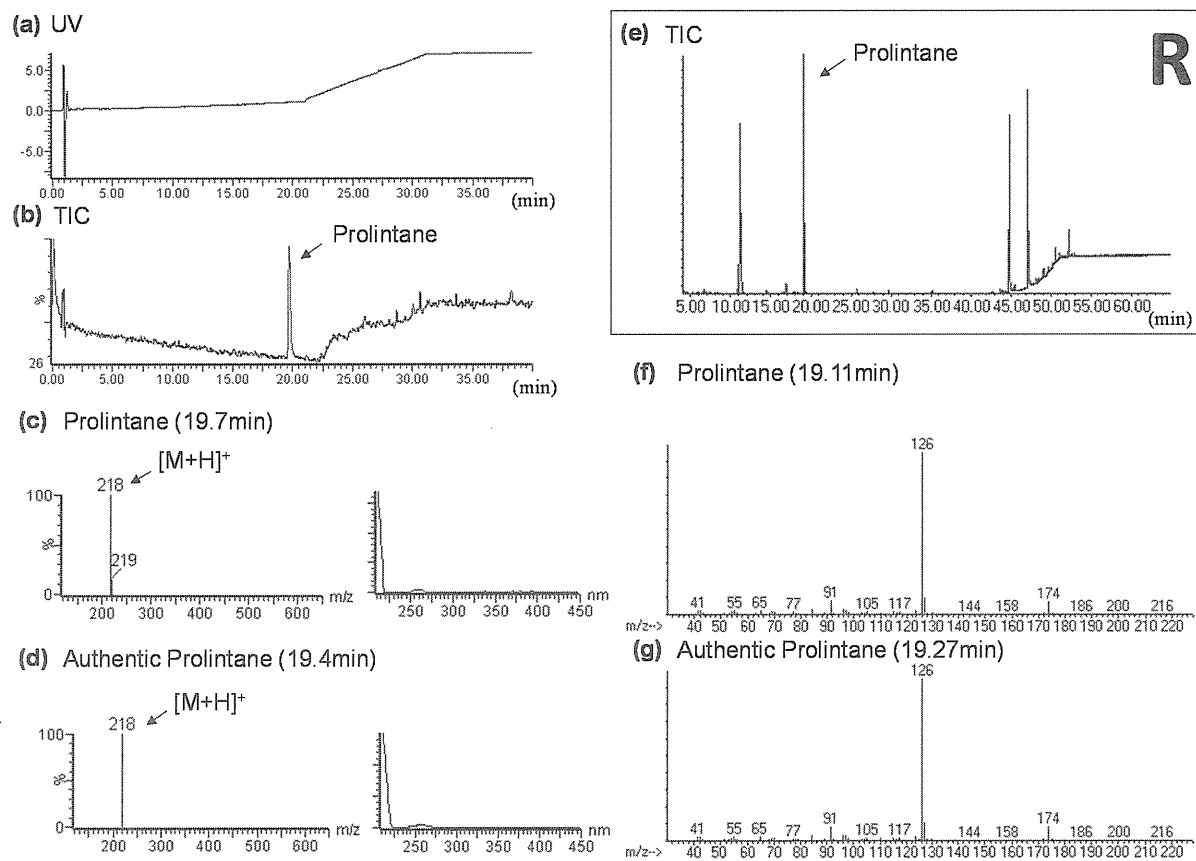 (a) UV
5.0
0.0
-5.0
0.00 5.00 10.00 15.00 20.00 25.00 30.00 35.00 (min)
(b) TIC
Prolintane
%
26
0.00 5.00 10.00 15.00 20.00 25.00 30.00 35.00
(min)
(c) Prolintane (19.7min)
[M+H]+
100
218
%
219
0
200 300 400 500 600 m/z
250 300 350 400 450 nm
(d) Authentic Prolintane (19.4min)
[M+H]+
218
100
%
0
200 300 400 500 600 m/z
250 300 350 400 450 nm
(e) TIC
R
Prolintane
5.00 10.00 15.00 20.00 25.00 30.00 35.00 40.00 45.00 50.00 55.00 60.00
(min)
(f) Prolintane (19.11min)
126
41 55 65 77 91 105 117 144 158 174 186 200 216
m/z--> 40 50 60 70 80 90 100 110 120 130 140 150 160 170 180 190 200 210 220
(g) Authentic Prolintane (19.27min)
126
41 55 65 77 91 105 117 144 158 174 186 200 216
m/z--> 40 50 60 70 80 90 100 110 120 130 140 150 160 170 180 190 200 210 220